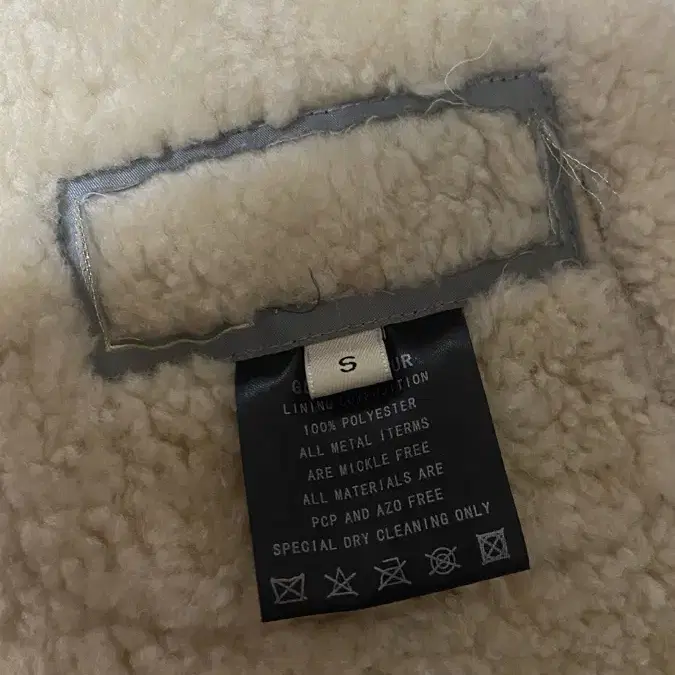 S
LINING
100% POLYESTER
ALL METAL ITERMS
ARE MICKLE FREE
ALL MATERIALS ARE
PCP AND AZO FREE
SPECIAL DRY CLEANING ONLY